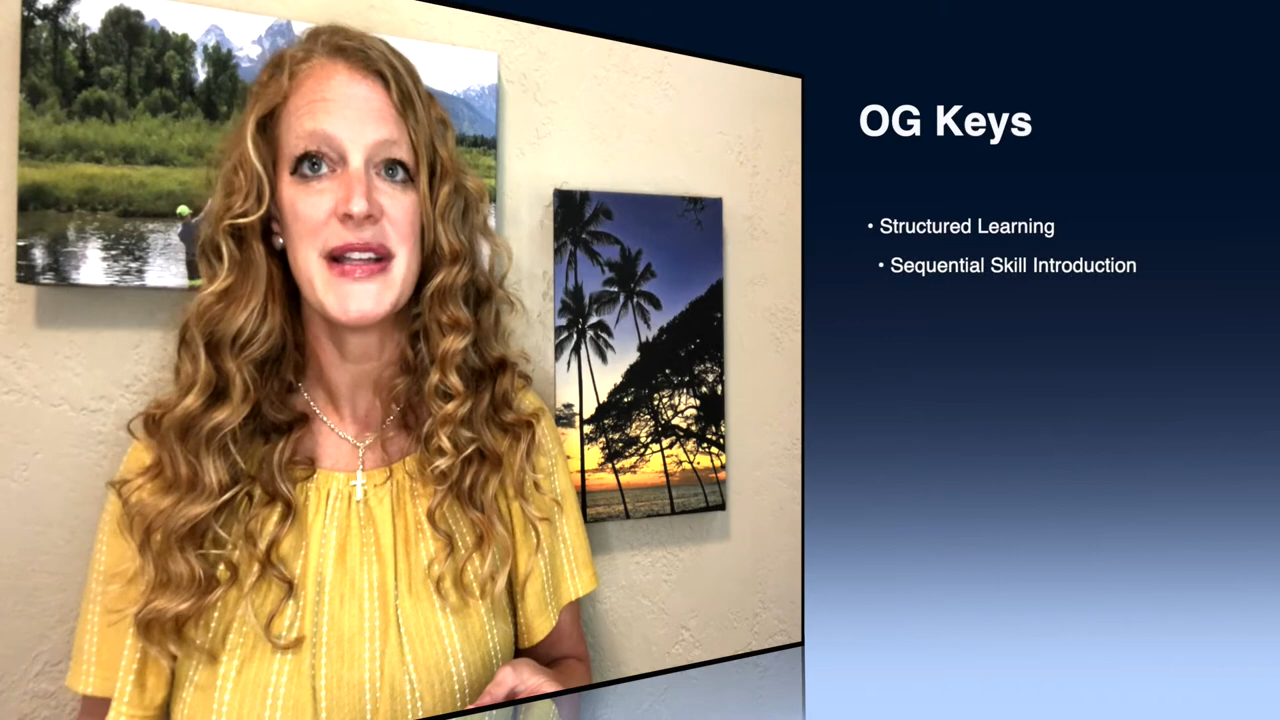 OG Keys
• Structured Learning
• Sequential Skill Introduction